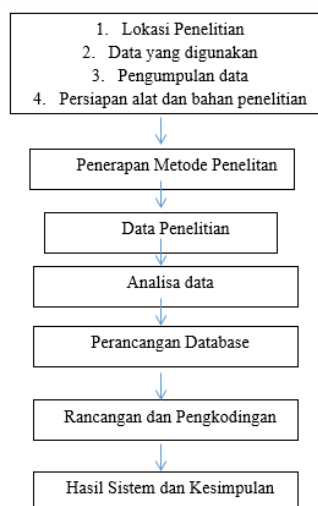 1. Lokasi Penelitian
2. Data yang digunakan
3. Pengumpulan data
4. Persiapan alat dan bahan penelitian
Penerapan Metode Penelitan
Data Penelitian
Analisa data
Perancangan Database
Rancangan dan Pengkodingan
Hasil Sistem dan Kesimpulan